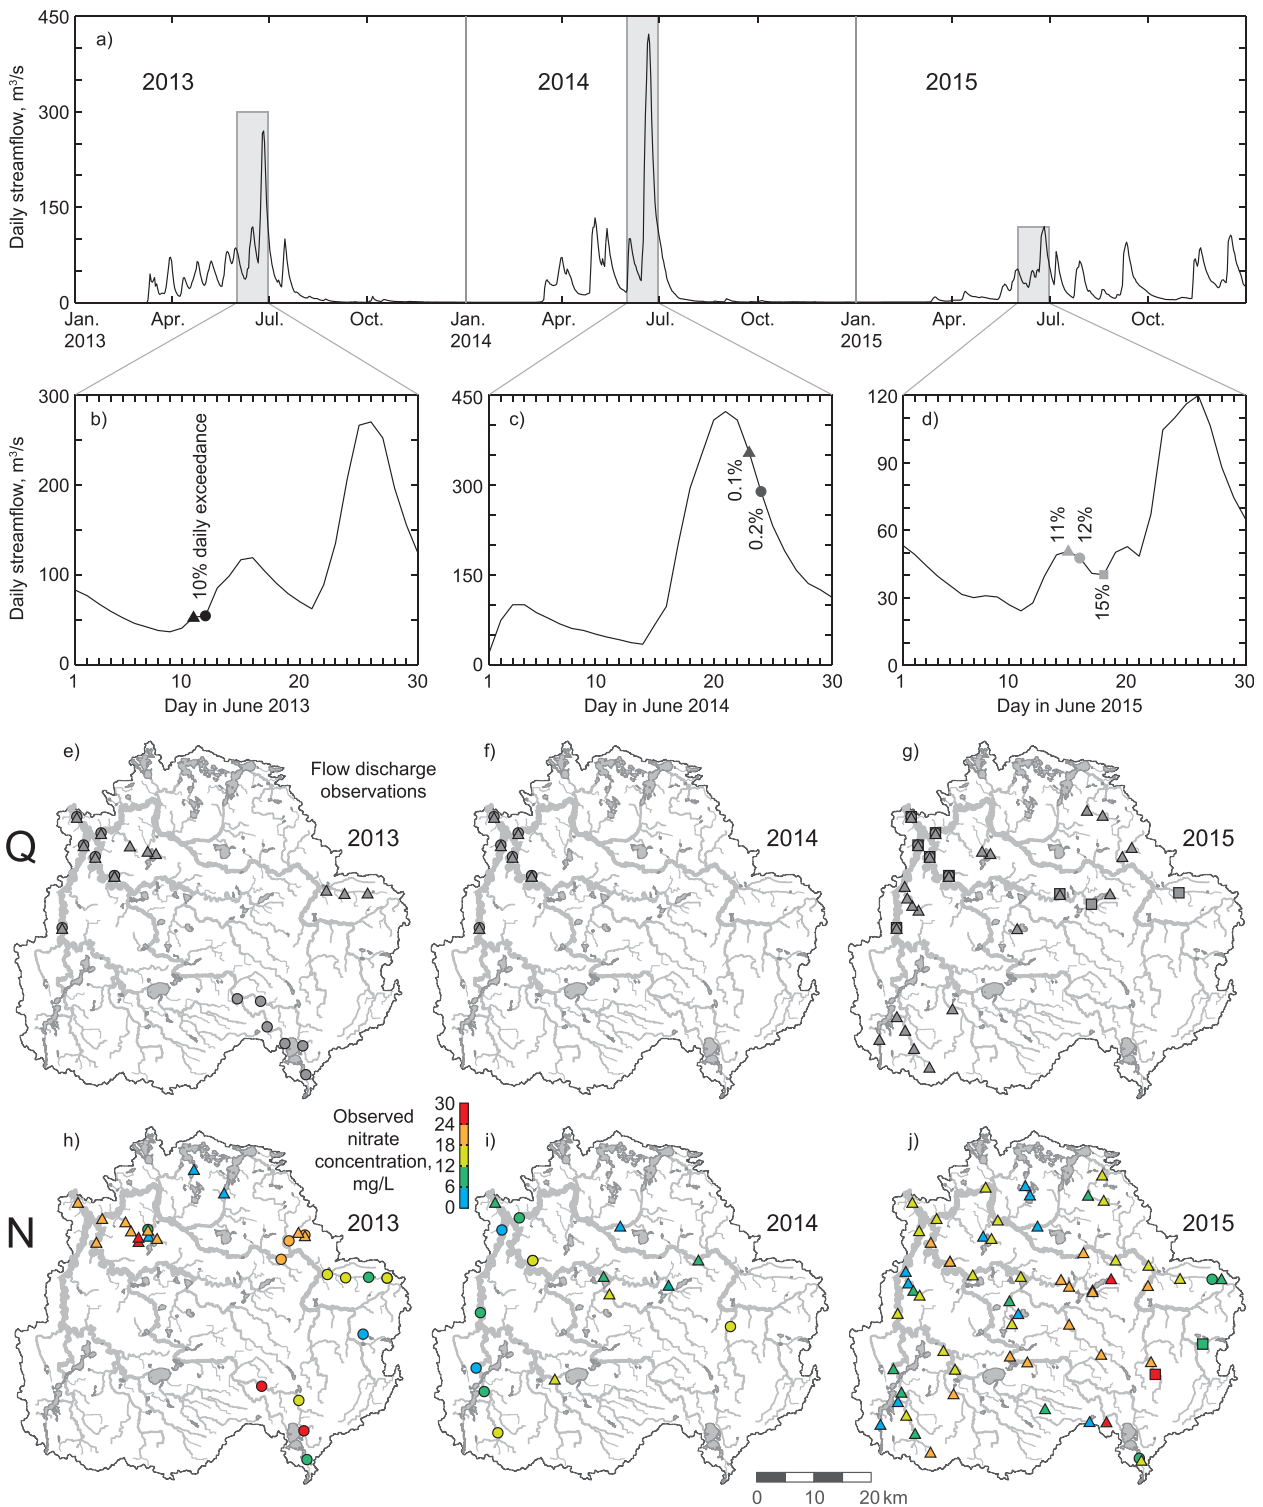 450
a)
2013
2014
2015
300
150
0
Daily streamflow, m³/s
Jan. Apr. Jul. Oct. Jan. Apr. Jul. Oct. Jan. Apr. Jul. Oct.
2013 2014 2015
300
b)
10% daily exceedance
200
100
0
Daily streamflow, m³/s
1 10 20 30
Day in June 2013
450
c)
0.1%
300
0.2%
150
0
1 10 20 30
Day in June 2014
120
d)
90
60
11%
12%
15%
30
0
1 10 20 30
Day in June 2015
e)
Flow discharge
observations
2013
Q
f)
2014
g)
2015
h)
Observed
nitrate
concentration,
mg/L
30
24
18
12
6
0
2013
N
i)
2014
j)
2015
0 10 20 km